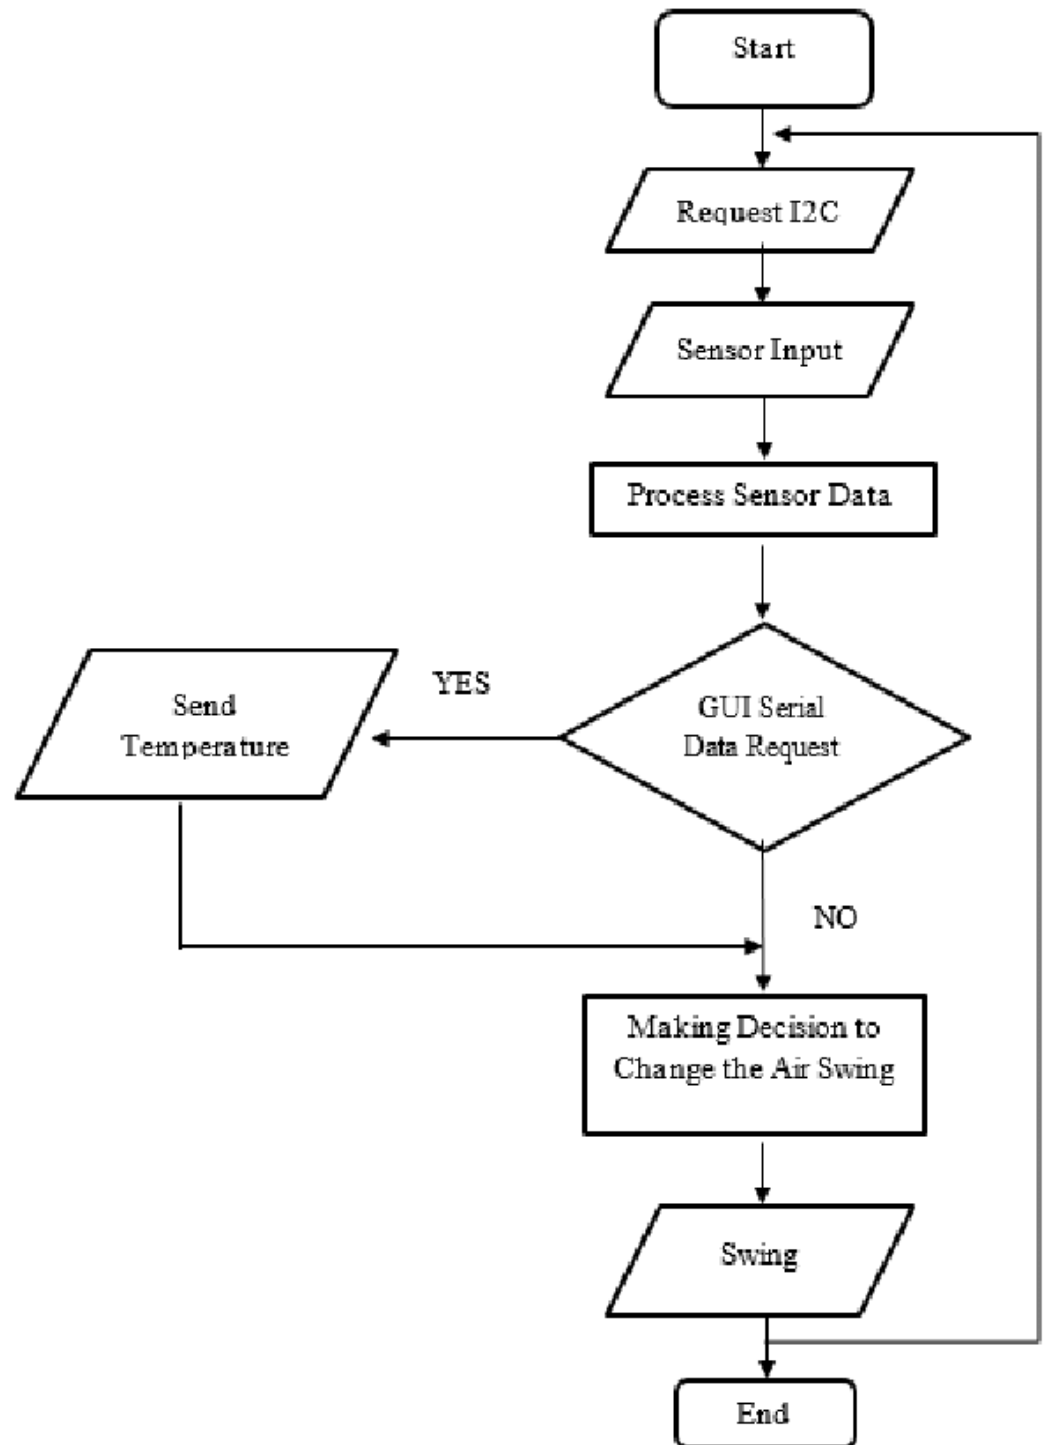 Start
Request I2C
Sensor Input
Process Sensor Data
GUI Serial
Data Request
YES
Send
Temperature
NO
Making Decision to
Change the Air Swing
Swing
End